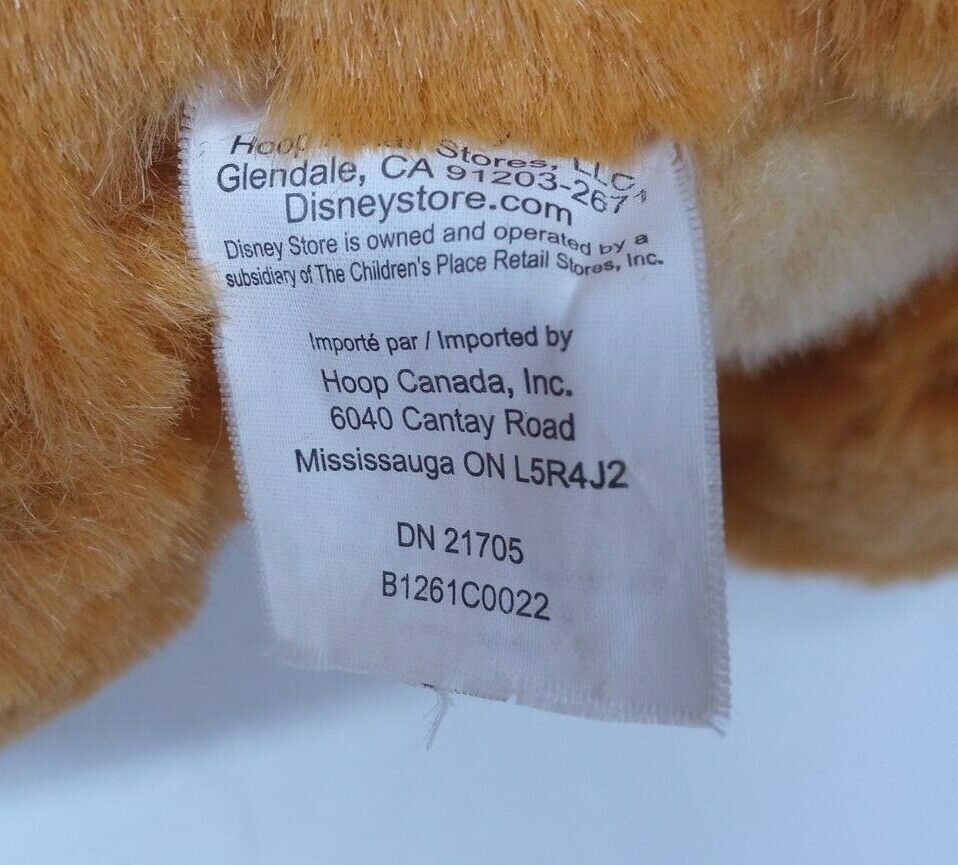 Hoop Stores, LLC
Glendale, CA 91203-267
Disneystore.com
Disney Store is owned and operated by a
subsidiary of The Children's Place Retail Stores, Inc.
Importé par / Imported by
Hoop Canada, Inc.
6040 Cantay Road
Mississauga ON L5R4J2
DN 21705
B1261C0022